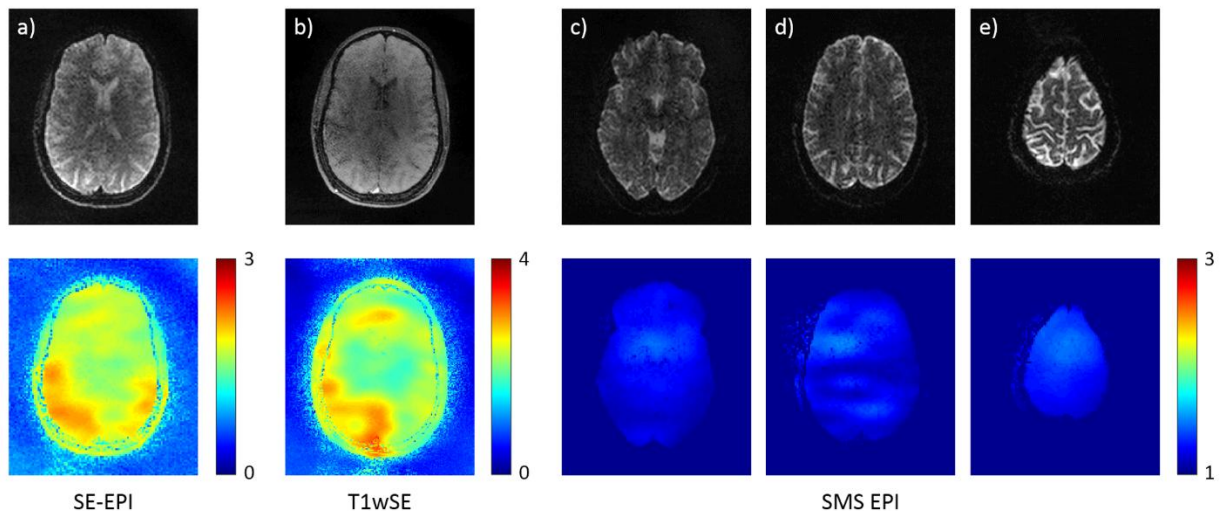 a) b) c) d) e)
3 4 3
0 0 1
SE-EPI T1wSE SMS EPI